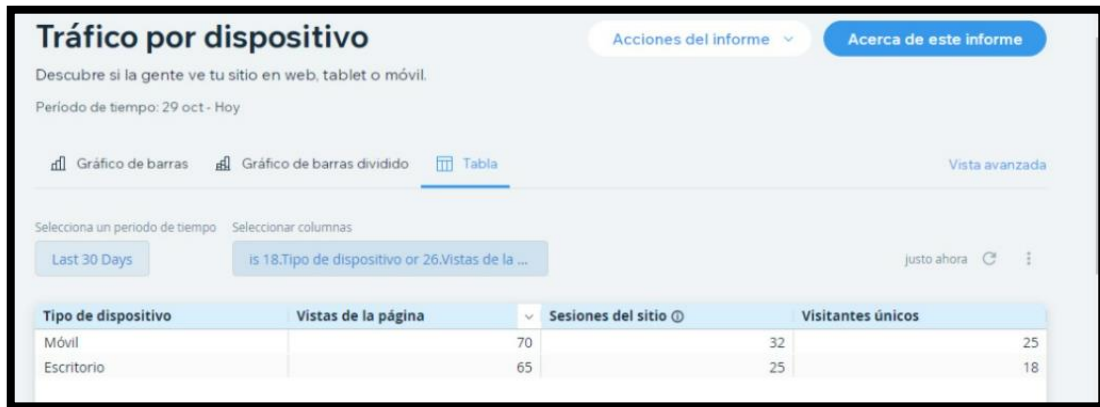 Tráfico por dispositivo
Acciones del informe
Acerca de este informe
Descubre si la gente ve tu sitio en web, tablet o móvil.
Período de tiempo: 29 oct - Hoy
Gráfico de barras Gráfico de barras dividido Tabla Vista avanzada
Selecciona un periodo de tiempo Seleccionar columnas
Last 30 Days is 18.Tipo de dispositivo or 26.Vistas de la ... justo ahora
Tipo de dispositivo Vistas de la página Sesiones del sitio Visitantes únicos
Móvil 70 32 25
Escritorio 65 25 18